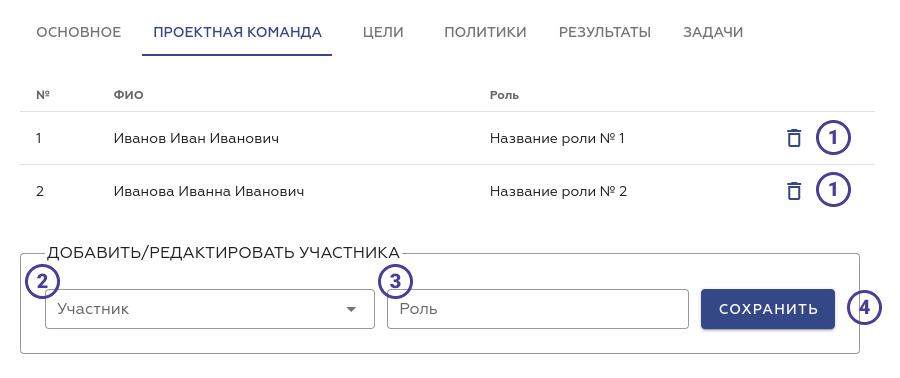 ОСНОВНОЕ ПРОЕКТНАЯ КОМАНДА ЦЕЛИ ПОЛИТИКИ РЕЗУЛЬТАТЫ ЗАДАЧИ
№ ФИО Роль
1 Иванов Иван Иванович Название роли № 1 1
2 Иванова Иванна Иванович Название роли № 2 1
ДОБАВИТЬ/РЕДАКТИРОВАТЬ УЧАСТНИКА
2 3
Участник Роль СОХРАНИТЬ 4